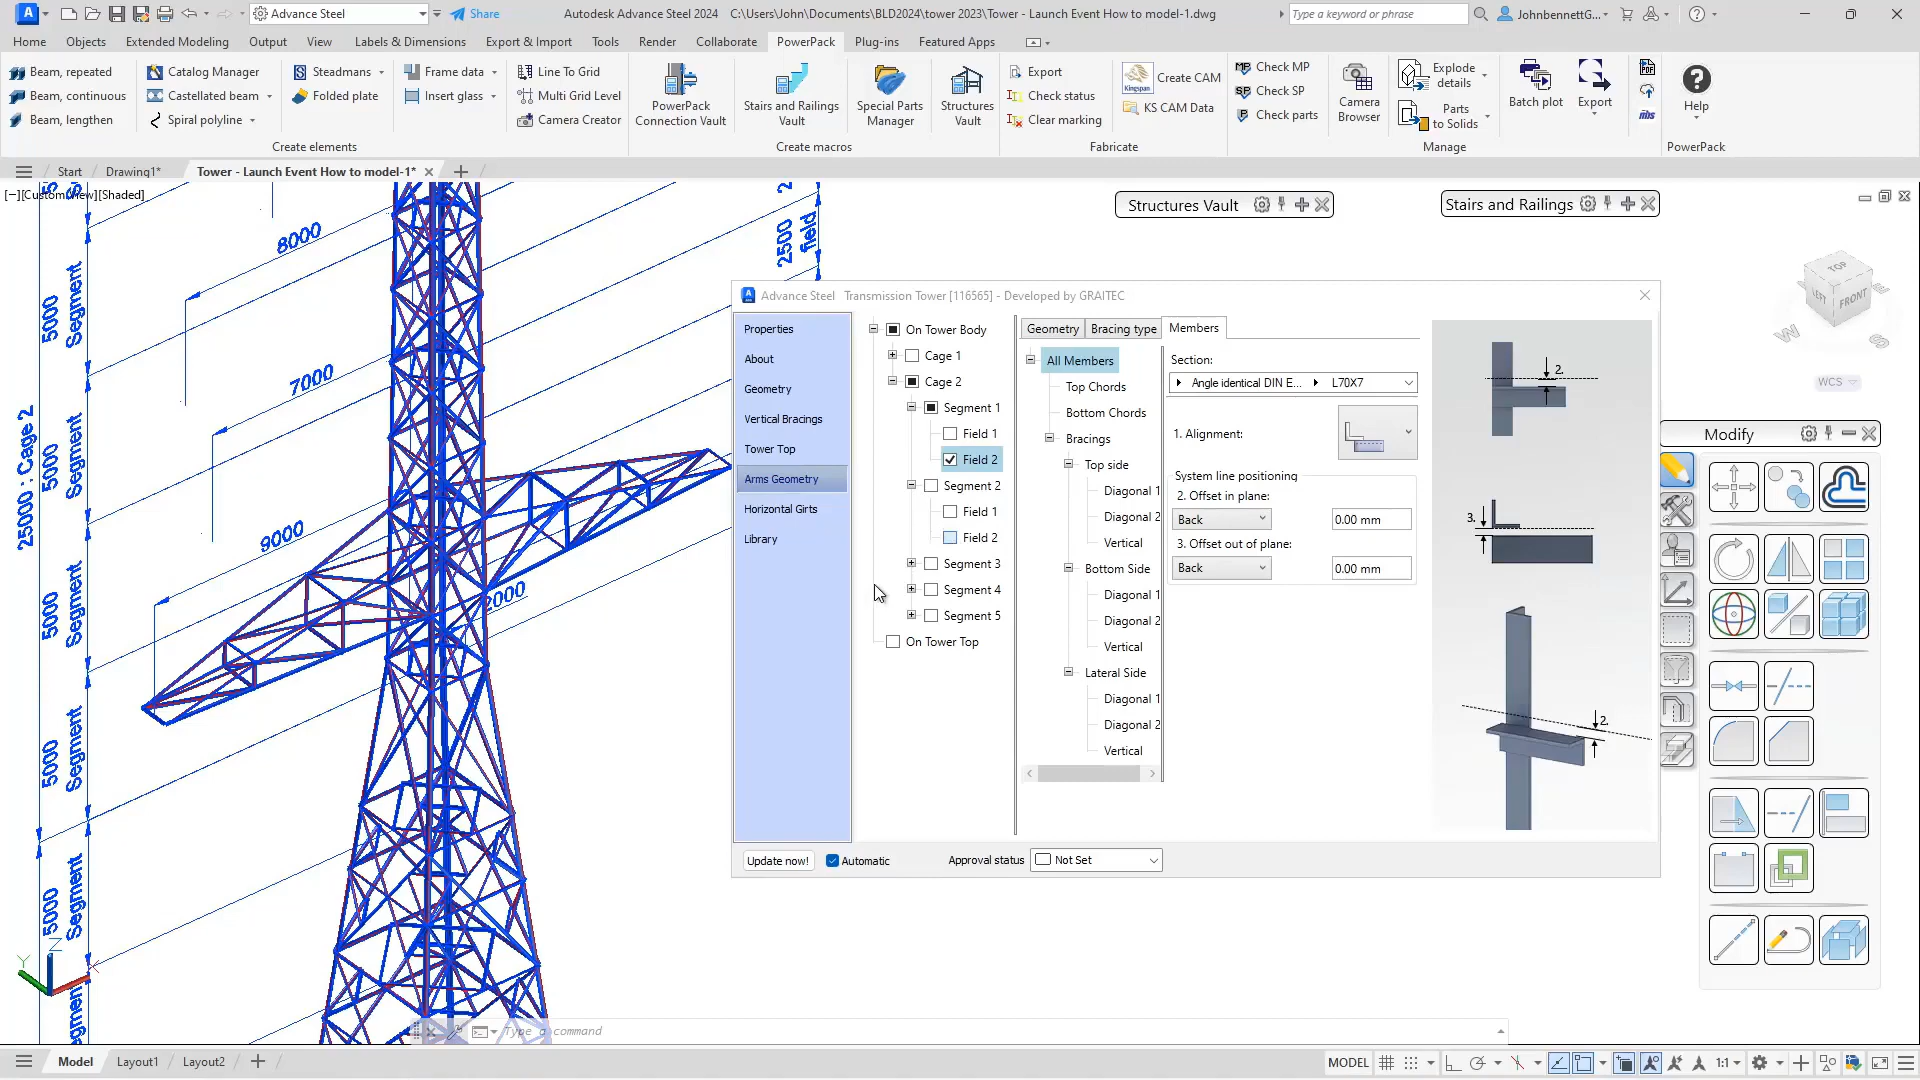 Advance Steel
Share
Autodesk Advance Steel 2024
C:\Users\John\Documents\BLD2024\tower 2023\Tower - Launch Event How to model-1.dwg
Type a keyword or phrase
JohnbennettG...
Home
Objects
Extended Modeling
Output
View
Labels & Dimensions
Export & Import
Tools
Render
Collaborate
PowerPack
Plug-ins
Featured Apps
Beam, repeated
Beam, continuous
Beam, lengthen
Catalog Manager
Castellated beam
Spiral polyline
Steadmans
Folded plate
Frame data
Insert glass
Line To Grid
Multi Grid Level
Camera Creator
Create elements
PowerPack
Connection Vault
Stairs and Railings
Vault
Special Parts
Manager
Structures
Vault
Create macros
Export
Check status
Clear marking
Kingspan
Create CAM
KS CAM Data
Fabricate
Check MP
Check SP
Check parts
Camera
Browser
Explode
details
Parts
to Solids
Batch plot
Export
Manage
Help
PowerPack
Start
Drawing1*
Tower - Launch Event How to model-1*
[Shaded]
Structures Vault
Stairs and Railings
8000
7000
9000
2000
25000 : Cage 2
5000
Segment
5000
Segment
5000
Segment
5000
Segment
5000
Segment
2500
field
TOP
LEFT
FRONT
W
S
WCS
Advance Steel Transmission Tower [116565] - Developed by GRAITEC
Properties
About
Geometry
Vertical Bracings
Tower Top
Arms Geometry
Horizontal Girts
Library
On Tower Body
Cage 1
Cage 2
Segment 1
Field 1
Field 2
Segment 2
Field 1
Field 2
Segment 3
Segment 4
Segment 5
On Tower Top
Geometry
Bracing type
Members
All Members
Top Chords
Bottom Chords
Bracings
Top side
Diagonal 1
Diagonal 2
Vertical
Bottom Side
Diagonal 1
Diagonal 2
Vertical
Lateral Side
Diagonal 1
Diagonal 2
Vertical
Section:
Angle identical DIN E...
L70X7
1. Alignment:
System line positioning
2. Offset in plane:
Back
0.00 mm
3. Offset out of plane:
Back
0.00 mm
2.
3.
2.
Update now!
Automatic
Approval status
Not Set
Modify
Type a command
Model
Layout1
Layout2
MODEL
1:1